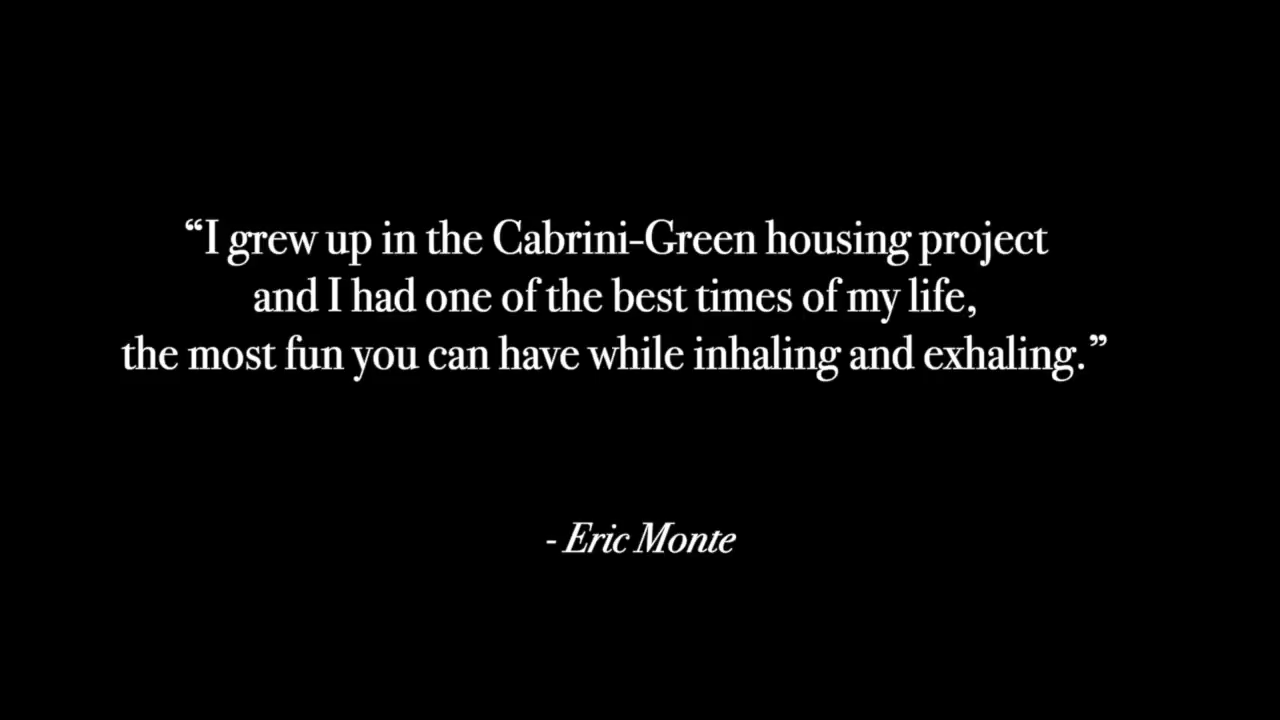 “I grew up in the Cabrini-Green housing project
and I had one of the best times of my life,
the most fun you can have while inhaling and exhaling.”
- Eric Monte